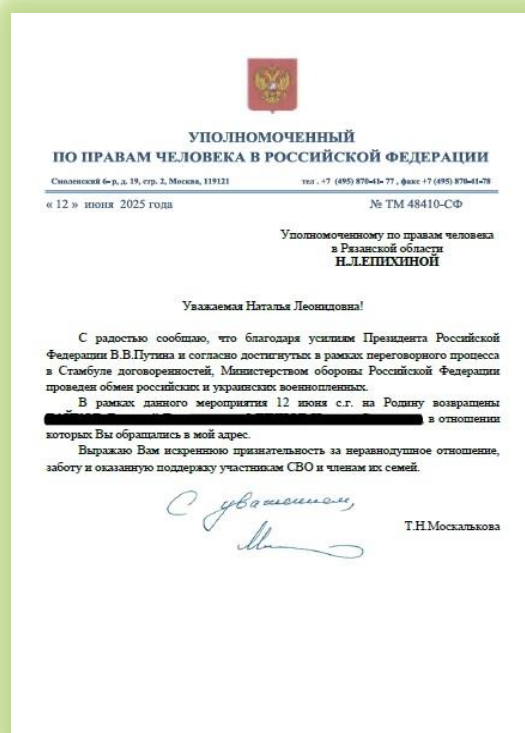 УПОЛНОМОЧЕННЫЙ
ПО ПРАВАМ ЧЕЛОВЕКА В РОССИЙСКОЙ ФЕДЕРАЦИИ
Смоленский б-р, д. 19, стр. 2, Москва, 119121 тел . +7 (495) 870-41- 77 , факс +7 (495) 870-41-78
« 12 » июня 2025 года № ТМ 48410-СФ
Уполномоченному по правам человека
в Рязанской области
Н.Л.ЕПИХИНОЙ
Уважаемая Наталья Леонидовна!
С радостью сообщаю, что благодаря усилиям Президента Российской
Федерации В.В.Путина и согласно достигнутых в рамках переговорного процесса
в Стамбуле договоренностей, Министерством обороны Российской Федерации
проведен обмен российских и украинских военнопленных.
В рамках данного мероприятия 12 июня с.г. на Родину возвращены
в отношении
которых Вы обращались в мой адрес.
Выражаю Вам искреннюю признательность за неравнодушное отношение,
заботу и оказанную поддержку участникам СВО и членам их семей.
С уважением,
Т.Н.Москалькова